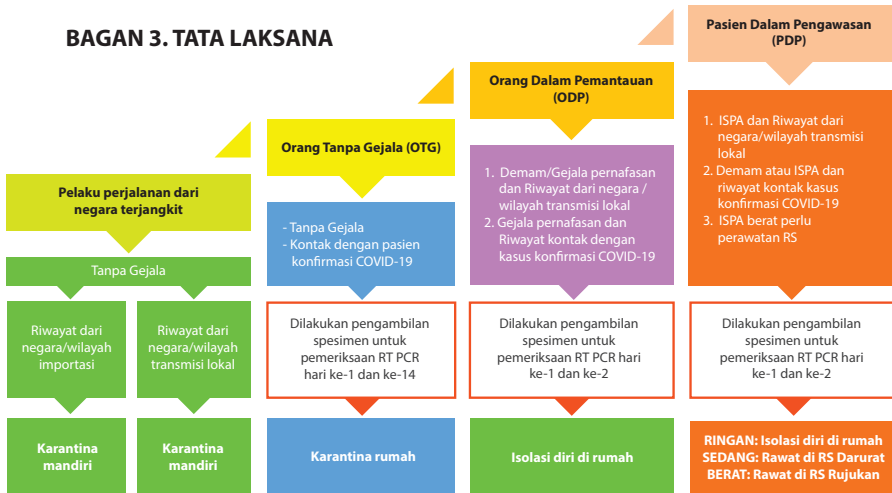 BAGAN 3. TATA LAKSANA
Pelaku perjalanan dari
negara terjangkit
Tanpa Gejala
Riwayat dari
negara/wilayah
importasi
Karantina
mandiri
Riwayat dari
negara/wilayah
transmisi lokal
Karantina
mandiri
Orang Tanpa Gejala (OTG)
- Tanpa Gejala
- Kontak dengan pasien
konfirmasi COVID-19
Dilakukan pengambilan
spesimen untuk
pemeriksaan RT PCR
hari ke-1 dan ke-14
Karantina rumah
Orang Dalam Pemantauan
(ODP)
1. Demam/Gejala pernafasan
dan Riwayat dari negara /
wilayah transmisi lokal
2. Gejala pernafasan dan
Riwayat kontak dengan
kasus konfirmasi COVID-19
Dilakukan pengambilan
spesimen untuk
pemeriksaan RT PCR hari
ke-1 dan ke-2
Isolasi diri di rumah
Pasien Dalam Pengawasan
(PDP)
1. ISPA dan Riwayat dari
negara/wilayah transmisi
lokal
2. Demam atau ISPA dan
riwayat kontak kasus
konfirmasi COVID-19
3. ISPA berat perlu
perawatan RS
Dilakukan pengambilan
spesimen untuk
pemeriksaan RT PCR hari
ke-1 dan ke-2
RINGAN: Isolasi diri di rumah
SEDANG: Rawat di RS Darurat
BERAT: Rawat di RS Rujukan